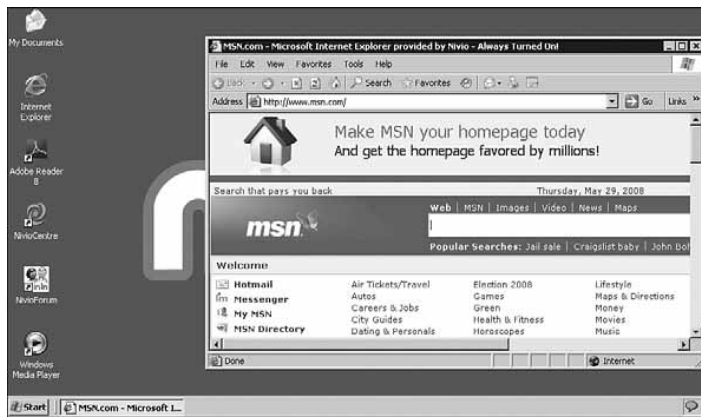 My Documents
Internet
Explorer
Adobe Reader
8
NivioCentre
NivioForum
Windows
Media Player
MSN.com - Microsoft Internet Explorer provided by Nivio - Always Turned On!
File Edit View Favorites Tools Help
Back Search Favorites
Address http://www.msn.com/ Go Links »
Make MSN your homepage today
And get the homepage favored by millions!
Search that pays you back Thursday, May 29, 2008
Web | MSN | Images | Video | News | Maps
msn
Popular Searches: Jail sale | Craigslist baby | John Bol
Welcome
Hotmail Air Tickets/Travel Election 2008 Lifestyle
Messenger Autos Games Maps & Directions
My MSN Careers & Jobs Green Money
MSN Directory City Guides Health & Fitness Movies
Dating & Personals Horoscopes Music
Done Internet
Start MSN.com - Microsoft I...